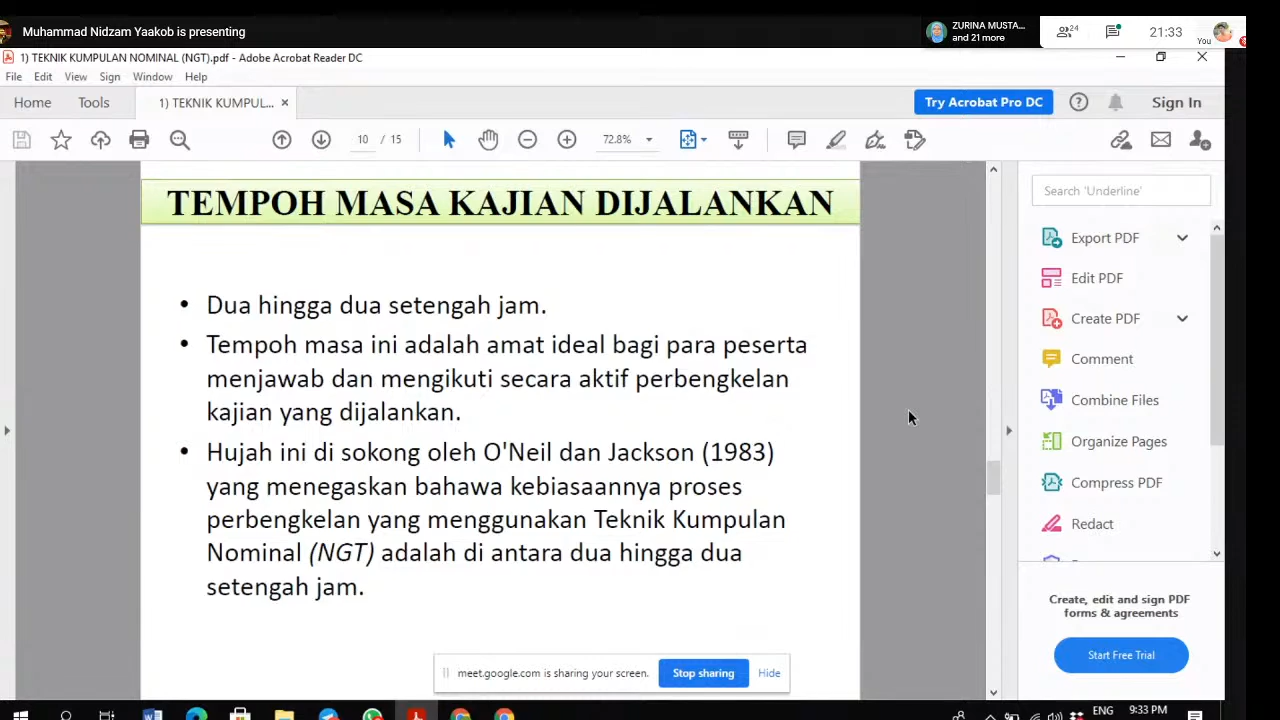 Muhammad Nidzam Yaakob is presenting
ZURINA MUSTA...
and 21 more
24
21:33
You
1) TEKNIK KUMPULAN NOMINAL (NGT).pdf - Adobe Acrobat Reader DC
File Edit View Sign Window Help
Home Tools 1) TEKNIK KUMPUL... × Try Acrobat Pro DC Sign In
10 / 15 72.8%
TEMPOH MASA KAJIAN DIJALANKAN
• Dua hingga dua setengah jam.
• Tempoh masa ini adalah amat ideal bagi para peserta
menjawab dan mengikuti secara aktif perbengkelan
kajian yang dijalankan.
• Hujah ini di sokong oleh O'Neil dan Jackson (1983)
yang menegaskan bahawa kebiasaannya proses
perbengkelan yang menggunakan Teknik Kumpulan
Nominal (NGT) adalah di antara dua hingga dua
setengah jam.
Search 'Underline'
Export PDF
Edit PDF
Create PDF
Comment
Combine Files
Organize Pages
Compress PDF
Redact
Create, edit and sign PDF
forms & agreements
Start Free Trial
meet.google.com is sharing your screen. Stop sharing Hide
ENG 9:33 PM